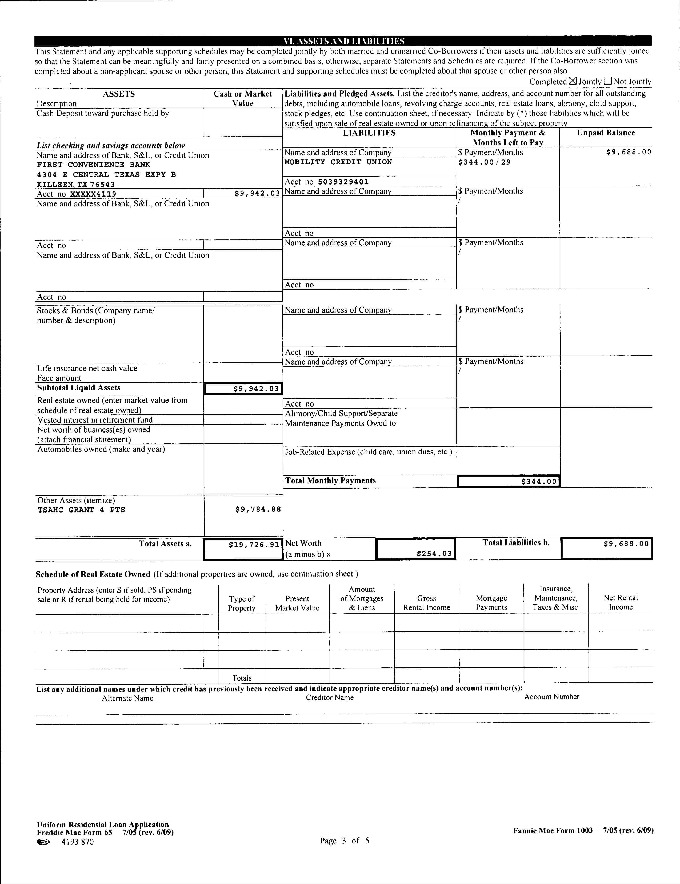 VI. ASSETS AND LIABILITIES
This Statement and any applicable supporting schedules may be completed jointly by both married and unmarried Co-Borrowers if their assets and liabilities are sufficiently joined
so that the Statement can be meaningfully and fairly presented on a combined basis, otherwise, separate Statements and Schedules are required. If the Co-Borrower section was
completed about a non-applicant spouse or other person, this Statement and supporting schedules must be completed about that spouse or other person also
Completed ☒ Jointly ☐ Not Jointly
ASSETS
Description
Cash or Market
Value
Cash Deposit toward purchase held by
Liabilities and Pledged Assets. List the creditor's name, address, and account number for all outstanding
debts, including automobile loans, revolving charge accounts, real estate loans, alimony, child support,
stock pledges, etc. Use continuation sheet, if necessary. Indicate by (*) those liabilities which will be
satisfied upon sale of real estate owned or upon refinancing of the subject property
LIABILITIES
Monthly Payment &
Months Left to Pay
Unpaid Balance
List checking and savings accounts below
Name and address of Bank, S&L, or Credit Union
FIRST CONVENIENCE BANK
4304 E CENTRAL TEXAS EXPY B
KILLEEN, TX 76543
Acct no XXXXX4119
$9,942.03
Name and address of Company
MOBILITY CREDIT UNION
Acct no 5039329401
$ Payment/Months
$344.00/29
$9,688.00
Name and address of Bank, S&L, or Credit Union
Acct no
Name and address of Company
Acct no
$ Payment/Months
/
Name and address of Bank, S&L, or Credit Union
Acct no
Name and address of Company
Acct no
$ Payment/Months
/
Stocks & Bonds (Company name/
number & description)
Name and address of Company
Acct no
$ Payment/Months
/
Life insurance net cash value
Face amount
Subtotal Liquid Assets
$9,942.03
Name and address of Company
Acct no
$ Payment/Months
/
Real estate owned (enter market value from
schedule of real estate owned)
Vested interest in retirement fund
Net worth of business(es) owned
(attach financial statement)
Automobiles owned (make and year)
Alimony/Child Support/Separate
Maintenance Payments Owed to
Job-Related Expense (child care, union dues, etc.)
Total Monthly Payments
$344.00
Other Assets (itemize)
TSAHC GRANT 4 PTS
$9,784.88
Total Assets a.
$19,726.91
Net Worth
(a minus b)
$254.03
Total Liabilities b.
$9,688.00
Schedule of Real Estate Owned (If additional properties are owned, use continuation sheet )
Property Address (enter S if sold, PS if pending
sale or R if rental being held for income)
Type of
Property
Present
Market Value
Amount
of Mortgages
& Liens
Gross
Rental Income
Mortgage
Payments
Insurance,
Maintenance,
Taxes & Misc
Net Rental
Income
Totals
List any additional names under which credit has previously been received and indicate appropriate creditor name(s) and account number(s):
Alternate Name
Creditor Name
Account Number
Uniform Residential Loan Application
Freddie Mac Form 65 7/05 (rev. 6/09)
Page 3 of 5
Fannie Mae Form 1003 7/05 (rev. 6/09)